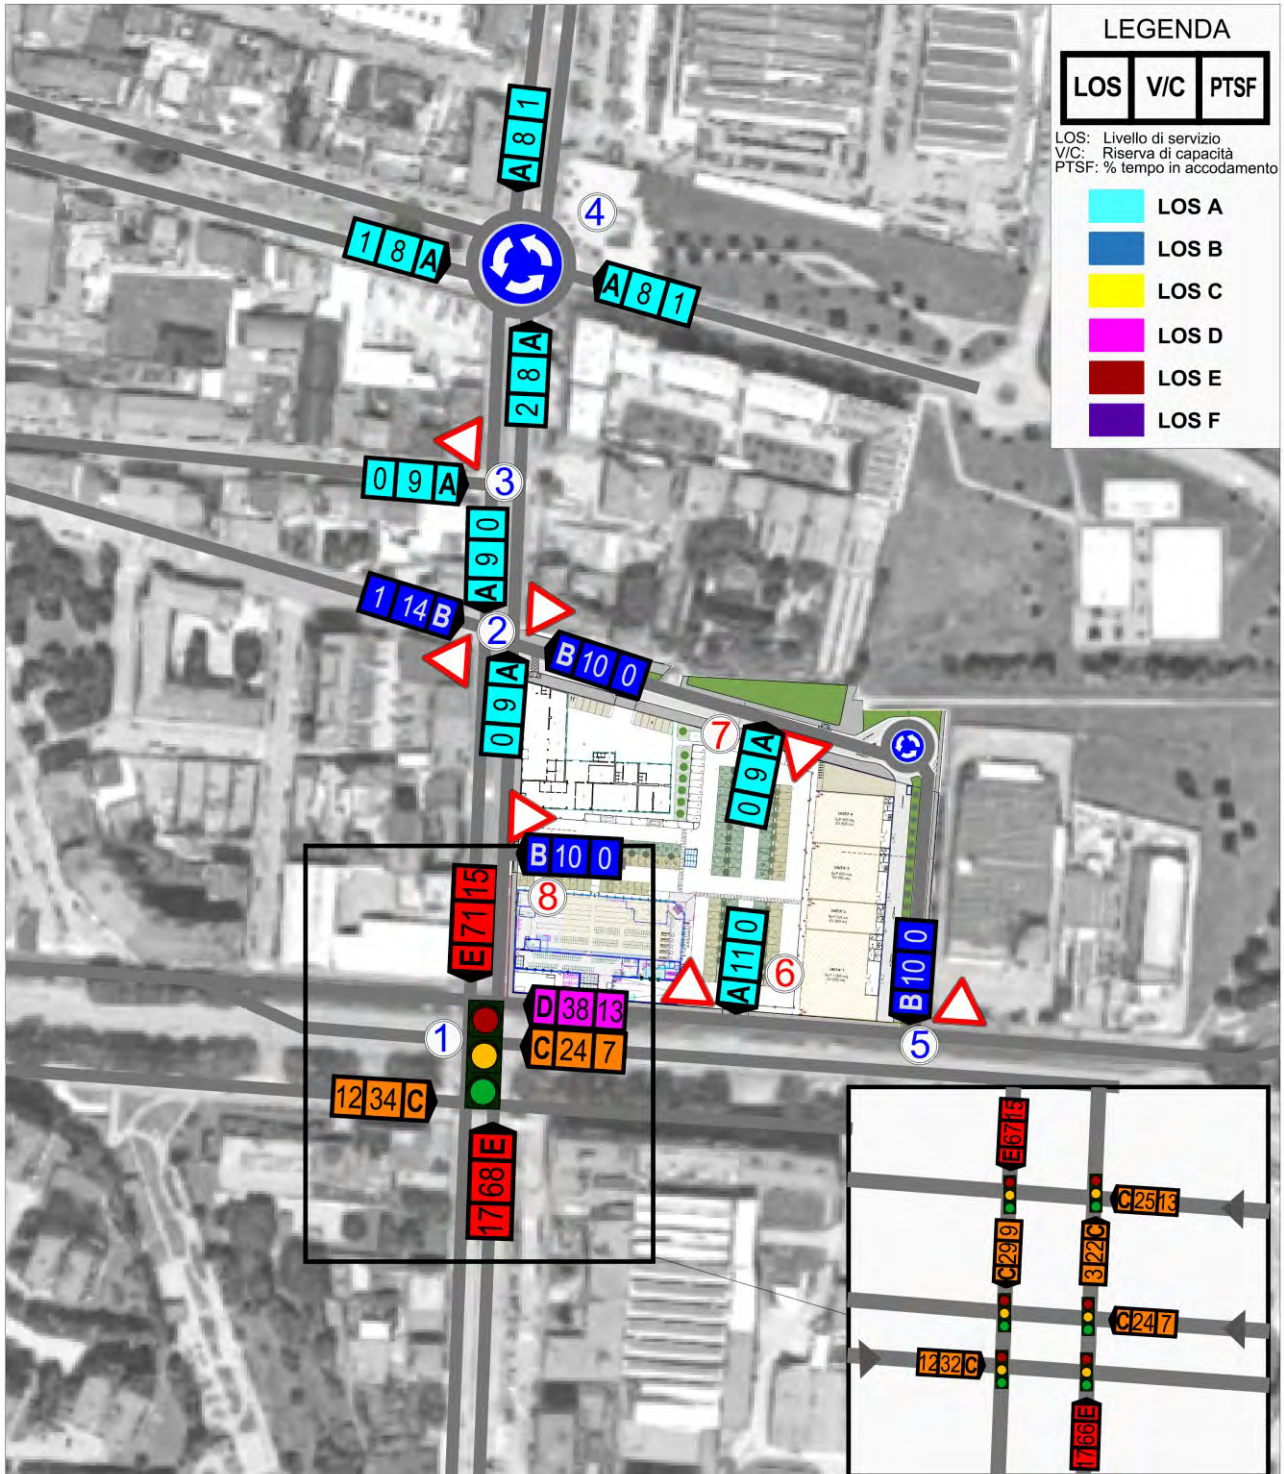 LEGENDA
LOS V/C PTSF
LOS: Livello di servizio
V/C: Riserva di capacità
PTSF: % tempo in accodamento
LOS A
LOS B
LOS C
LOS D
LOS E
LOS F
A 8 1
4
1 8 A
A 8 1
2 8 A
3
0 9 A
A 9 0
1 14 B
2
B 10 0
0 9 A
7
0 9 A
B 10 0
8
E 71 15
A 11 0
6
B 10 0
5
D 38 13
1
C 24 7
12 34 C
17 68 E
E 67 15
C 25 13
C 29 9
3 22 C
C 24 7
12 32 C
17 66 E